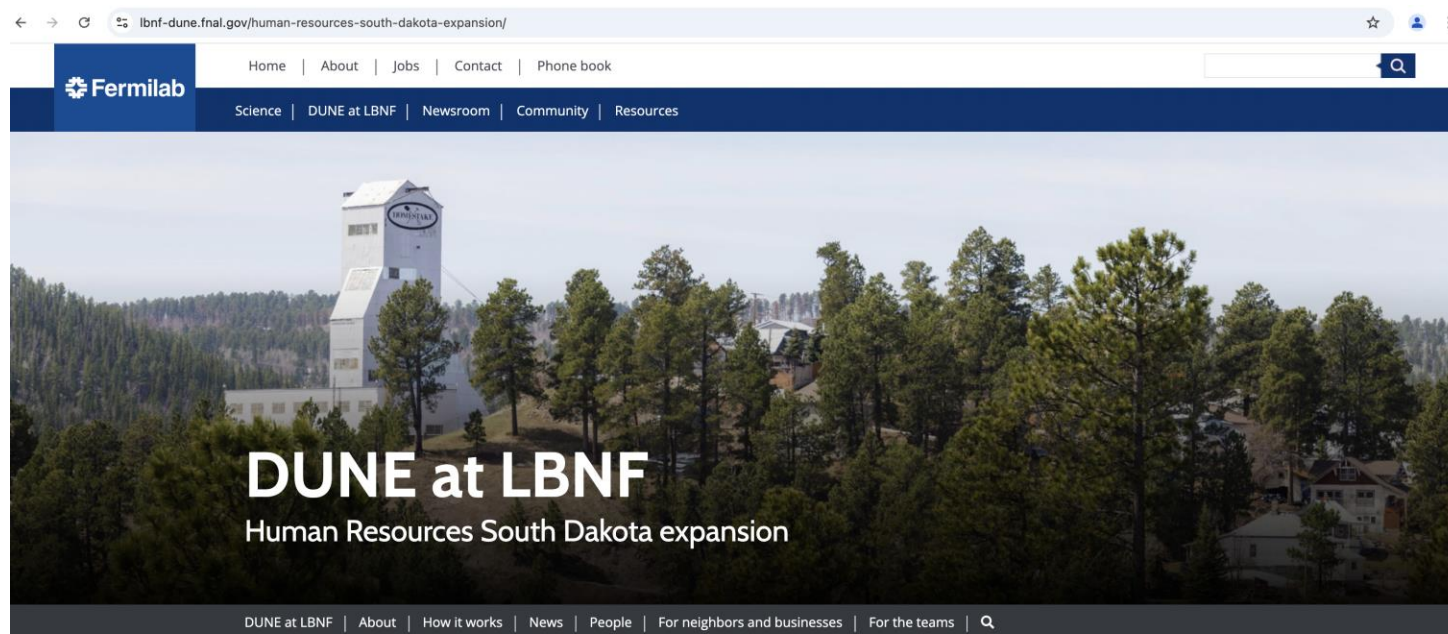 lbnf-dune.fnal.gov/human-resources-south-dakota-expansion/
Home | About | Jobs | Contact | Phone book
Fermilab
Science | DUNE at LBNF | Newsroom | Community | Resources
HOMESTAKE
DUNE at LBNF
Human Resources South Dakota expansion
DUNE at LBNF | About | How it works | News | People | For neighbors and businesses | For the teams |